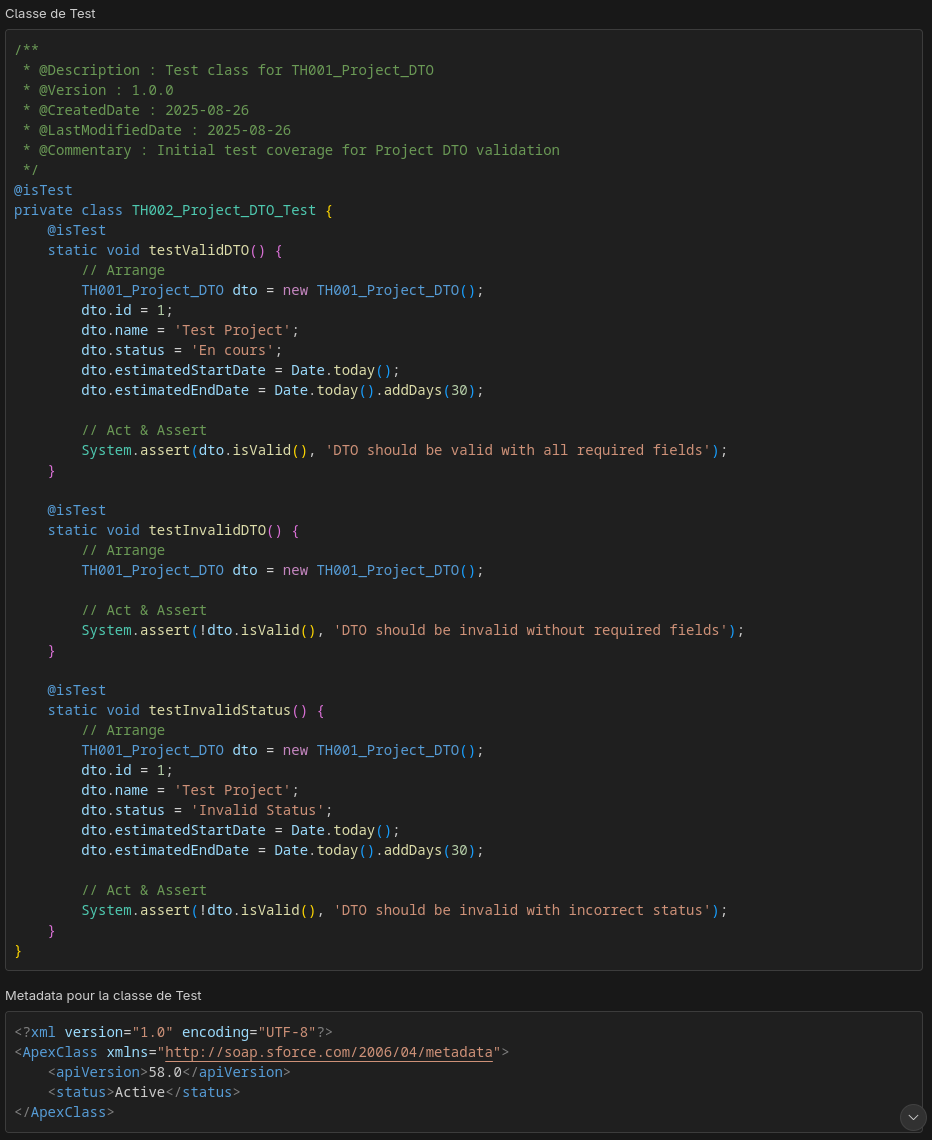 Classe de Test
/**
 * @Description : Test class for TH001_Project_DTO
 * @Version : 1.0.0
 * @CreatedDate : 2025-08-26
 * @LastModifiedDate : 2025-08-26
 * @Commentary : Initial test coverage for Project DTO validation
 */
@isTest
private class TH002_Project_DTO_Test {
    @isTest
    static void testValidDTO() {
        // Arrange
        TH001_Project_DTO dto = new TH001_Project_DTO();
        dto.id = 1;
        dto.name = 'Test Project';
        dto.status = 'En cours';
        dto.estimatedStartDate = Date.today();
        dto.estimatedEndDate = Date.today().addDays(30);

        // Act & Assert
        System.assert(dto.isValid(), 'DTO should be valid with all required fields');
    }

    @isTest
    static void testInvalidDTO() {
        // Arrange
        TH001_Project_DTO dto = new TH001_Project_DTO();

        // Act & Assert
        System.assert(!dto.isValid(), 'DTO should be invalid without required fields');
    }

    @isTest
    static void testInvalidStatus() {
        // Arrange
        TH001_Project_DTO dto = new TH001_Project_DTO();
        dto.id = 1;
        dto.name = 'Test Project';
        dto.status = 'Invalid Status';
        dto.estimatedStartDate = Date.today();
        dto.estimatedEndDate = Date.today().addDays(30);

        // Act & Assert
        System.assert(!dto.isValid(), 'DTO should be invalid with incorrect status');
    }
}
Metadata pour la classe de Test
<?xml version="1.0" encoding="UTF-8"?>
<ApexClass xmlns="http://soap.sforce.com/2006/04/metadata">
    <apiVersion>58.0</apiVersion>
    <status>Active</status>
</ApexClass>